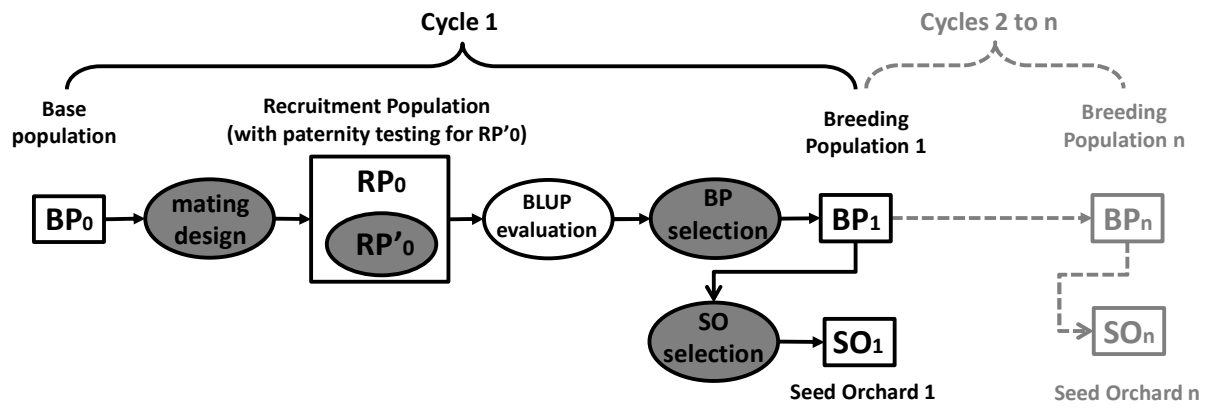 Cycle 1
Cycles 2 to n
Base
population
Recruitment Population
(with paternity testing for RP'0)
Breeding
Population 1
Breeding
Population n
BP₀
mating
design
RP₀
RP'₀
BLUP
evaluation
BP
selection
BP₁
BPₙ
SO
selection
SO₁
SOₙ
Seed Orchard 1
Seed Orchard n